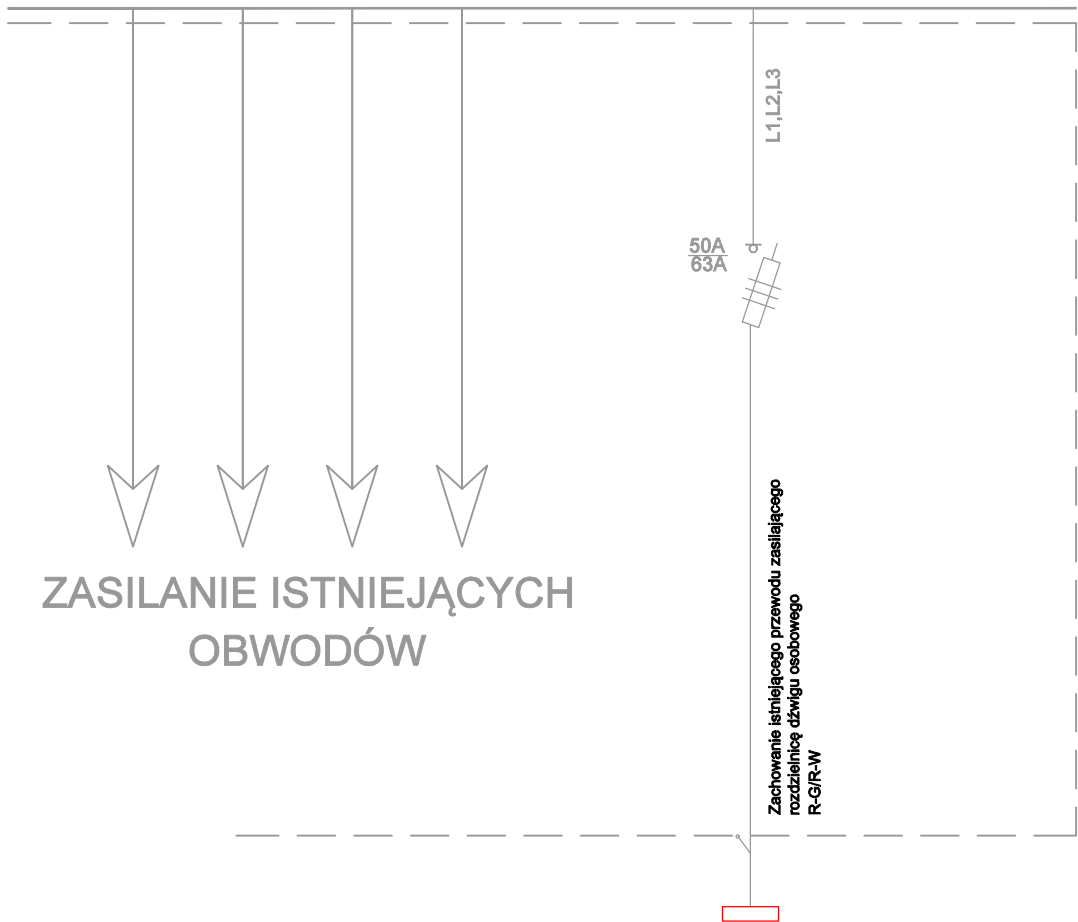 L1,L2,L3
50A
63A
ZASILANIE ISTNIEJĄCYCH
OBWODÓW
Zachowanie istniejącego przewodu zasilającego
rozdzielnicę dźwigu osobowego
R-G/R-W